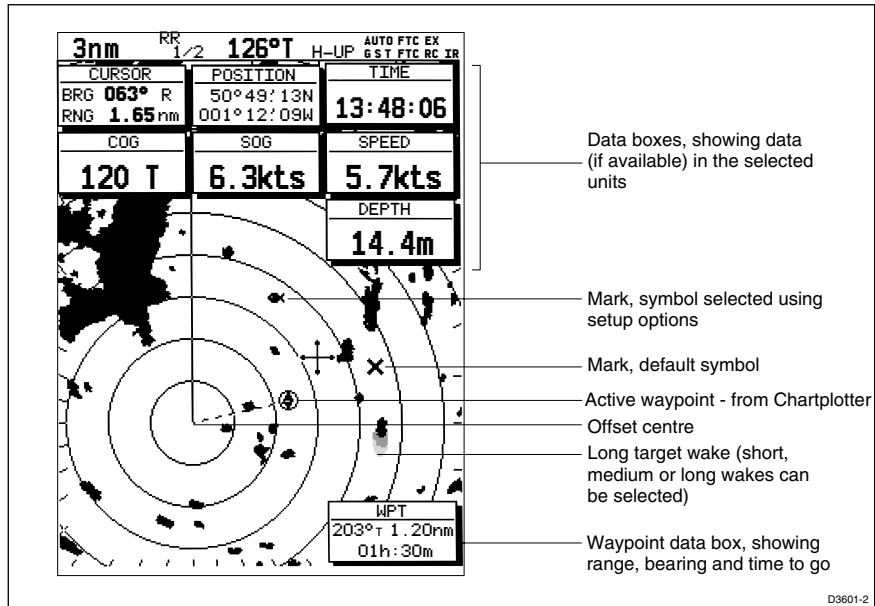 3nm RR 1/2 126°T H-UP AUTO FTC EX
G S T FTC RC IR
CURSOR
BRG 063° R
RNG 1.65nm
POSITION
50°49!13N
001°12!09W
TIME
13:48:06
COG
120 T
SOG
6.3kts
SPEED
5.7kts
DEPTH
14.4m
WPT
203°T 1.20nm
01h:30m
Data boxes, showing data
(if available) in the selected
units
Mark, symbol selected using
setup options
Mark, default symbol
Active waypoint - from Chartplotter
Offset centre
Long target wake (short,
medium or long wakes can
be selected)
Waypoint data box, showing
range, bearing and time to go
D3601-2